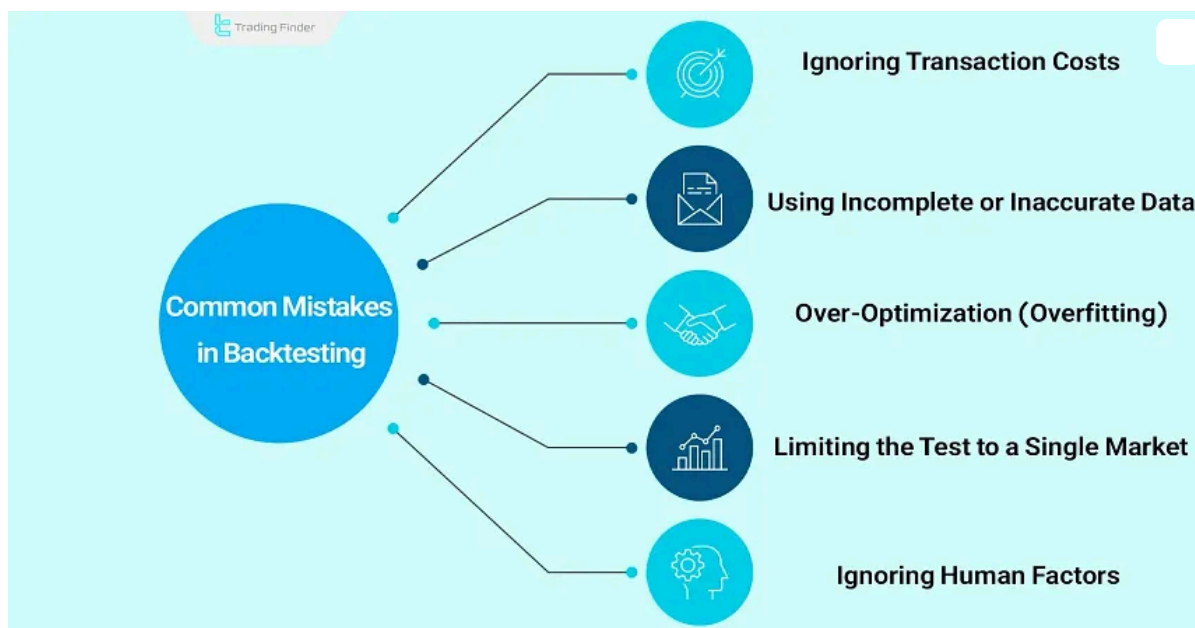 Trading Finder
Ignoring Transaction Costs
Using Incomplete or Inaccurate Data
Common Mistakes
in Backtesting
Over-Optimization (Overfitting)
Limiting the Test to a Single Market
Ignoring Human Factors